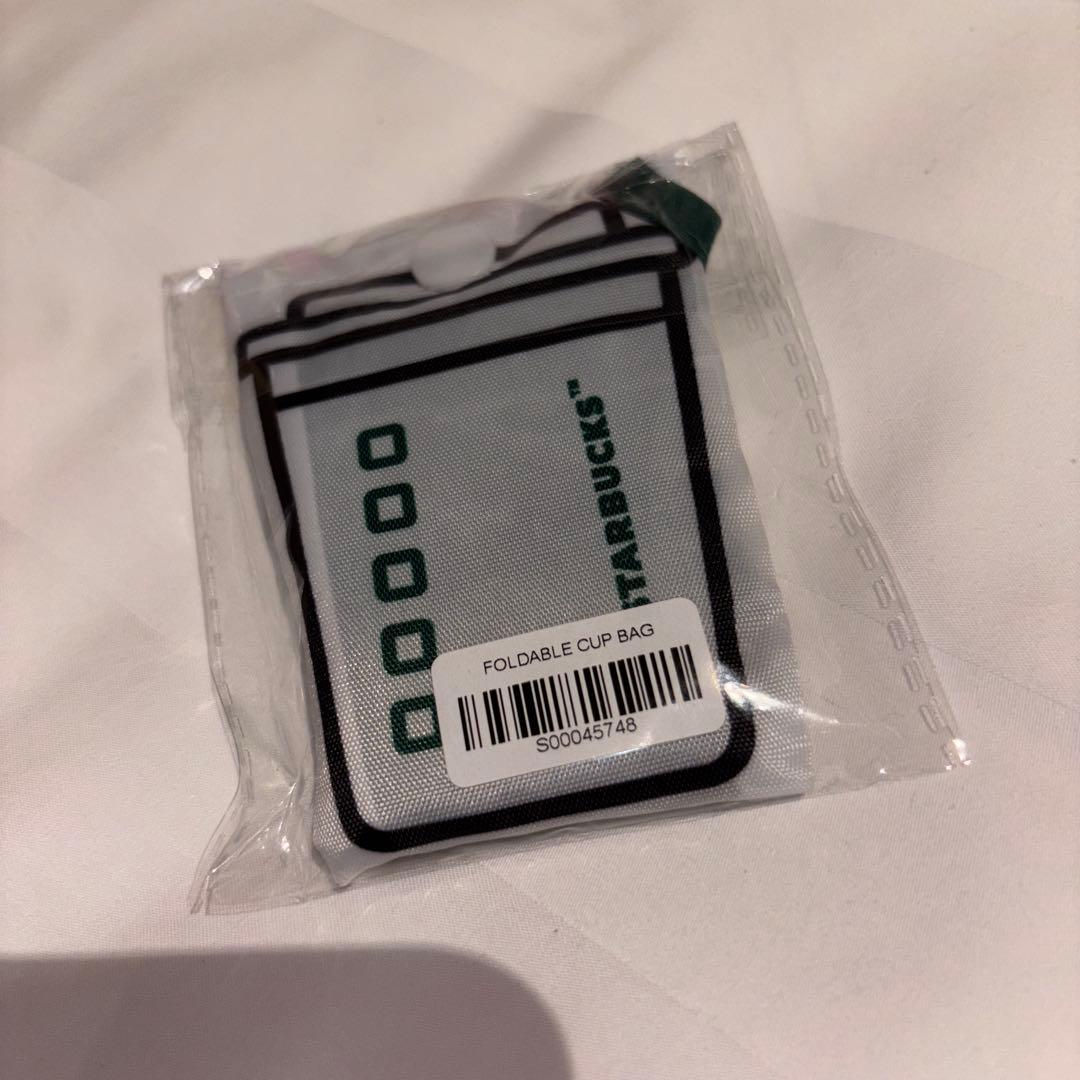 STARBUCKS™
FOLDABLE CUP BAG
S00045748